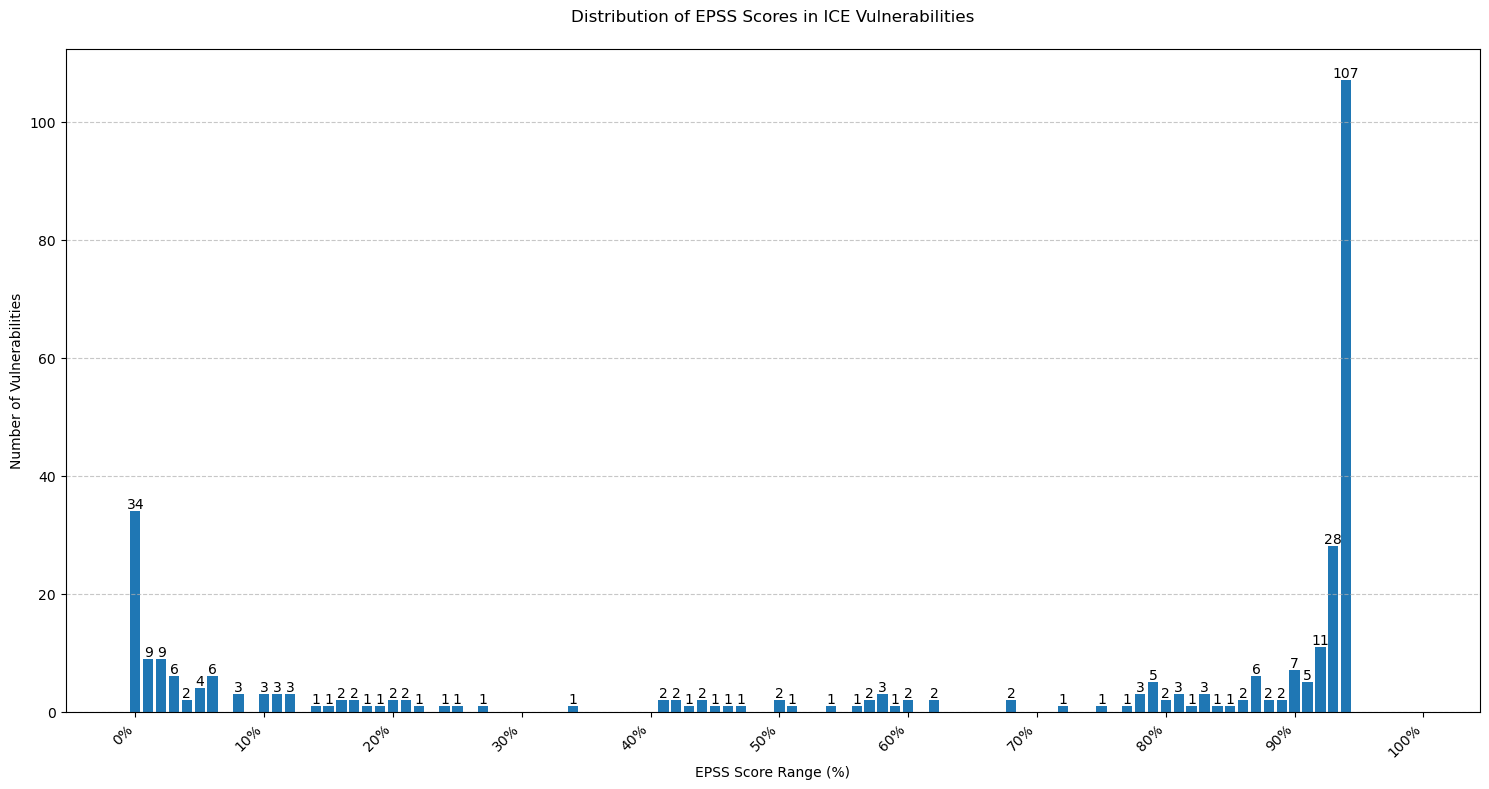 Distribution of EPSS Scores in ICE Vulnerabilities
107
100
80
60
40
34
28
20
11
9 9 6 2 4 6 3 3 3 3 1 1 2 2 1 1 2 2 1 1 1 1 1 2 2 1 2 1 1 1 2 1 1 1 2 3 1 2 2 2 1 1 1 3 5 2 3 1 3 1 1 2 6 2 2 7 5
0
0% 10% 20% 30% 40% 50% 60% 70% 80% 90% 100%
Number of Vulnerabilities
EPSS Score Range (%)